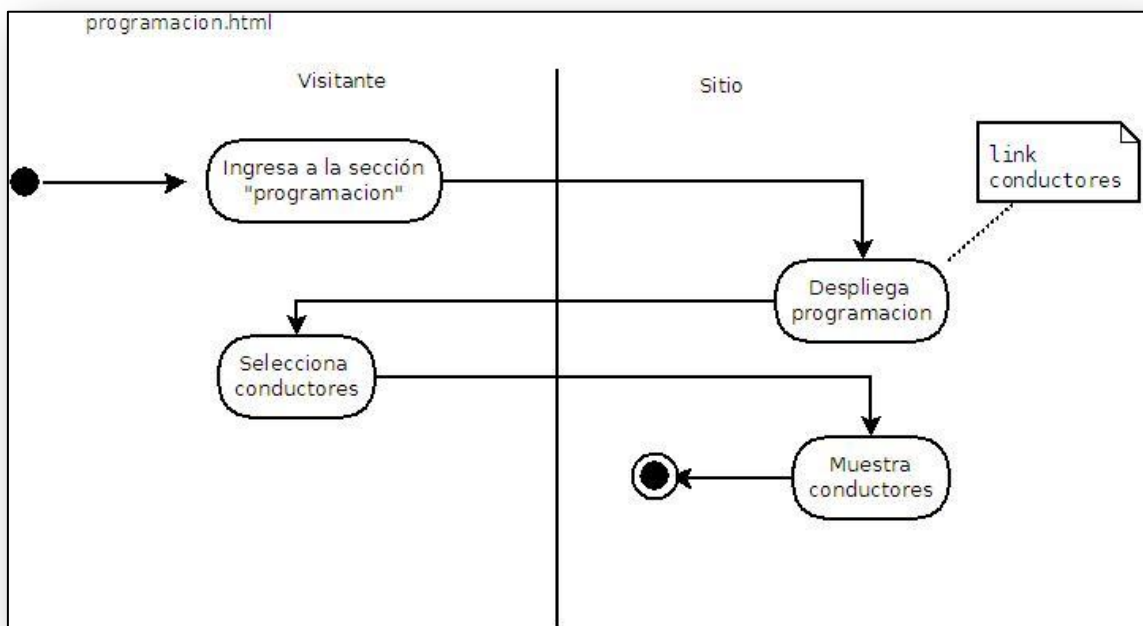 programacion.html
Visitante
Sitio
Ingresa a la sección
"programacion"
link
conductores
Despliega
programacion
Selecciona
conductores
Muestra
conductores